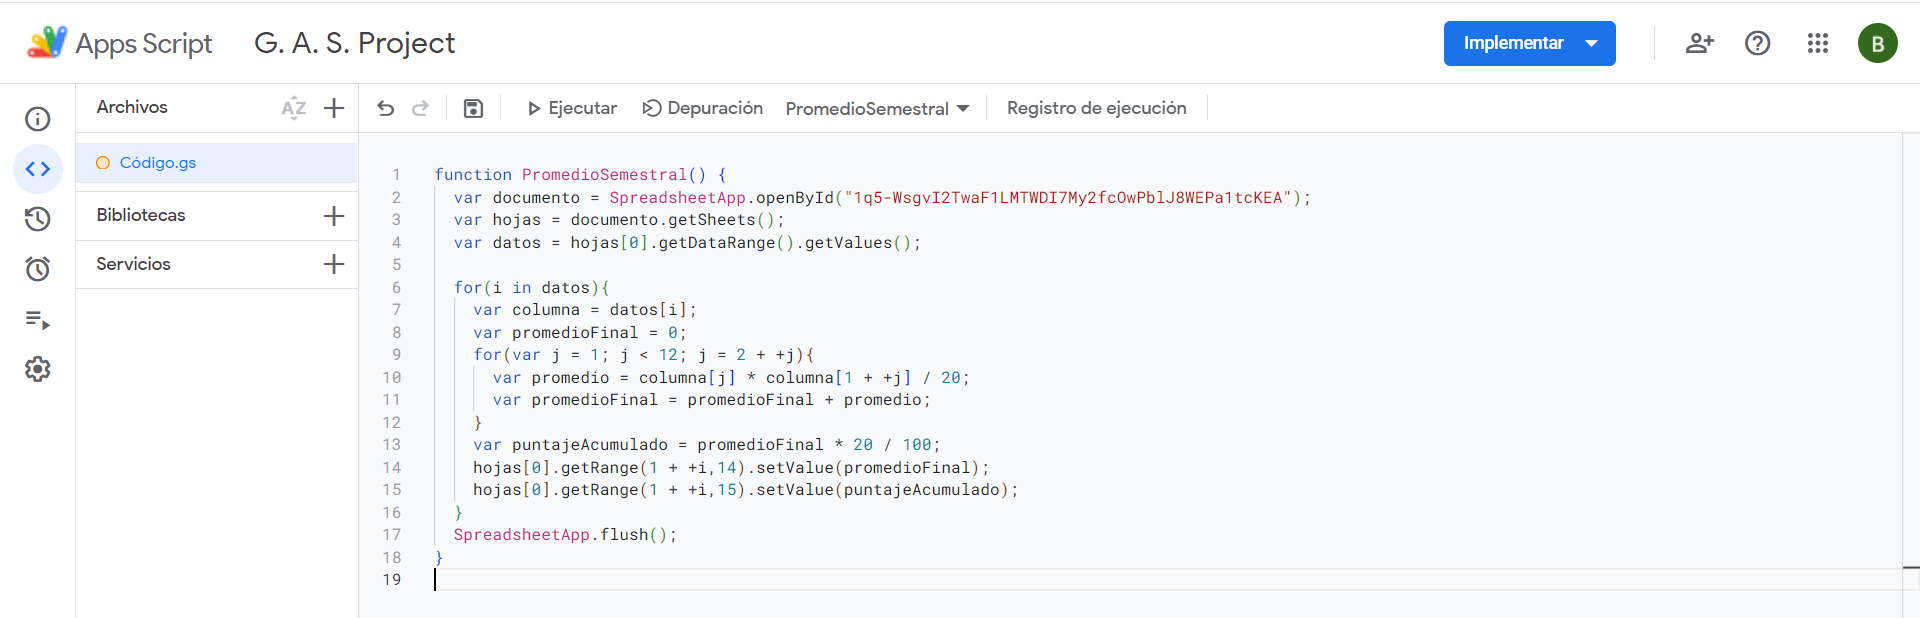 Apps Script G. A. S. Project Implementar B
Archivos AZ Ejecutar Depuración PromedioSemestral Registro de ejecución
Código.gs
Bibliotecas
Servicios
1 function PromedioSemestral() {
2 var documento = SpreadsheetApp.openById("1q5-WsgvI2TwaF1LMTWDI7My2fcOwPblJ8WEPa1tcKEA");
3 var hojas = documento.getSheets();
4 var datos = hojas[0].getDataRange().getValues();
5
6 for(i in datos){
7 var columna = datos[i];
8 var promedioFinal = 0;
9 for(var j = 1; j < 12; j = 2 + +j){
10 var promedio = columna[j] * columna[1 + +j] / 20;
11 var promedioFinal = promedioFinal + promedio;
12 }
13 var puntajeAcumulado = promedioFinal * 20 / 100;
14 hojas[0].getRange(1 + +i,14).setValue(promedioFinal);
15 hojas[0].getRange(1 + +i,15).setValue(puntajeAcumulado);
16 }
17 SpreadsheetApp.flush();
18 }
19